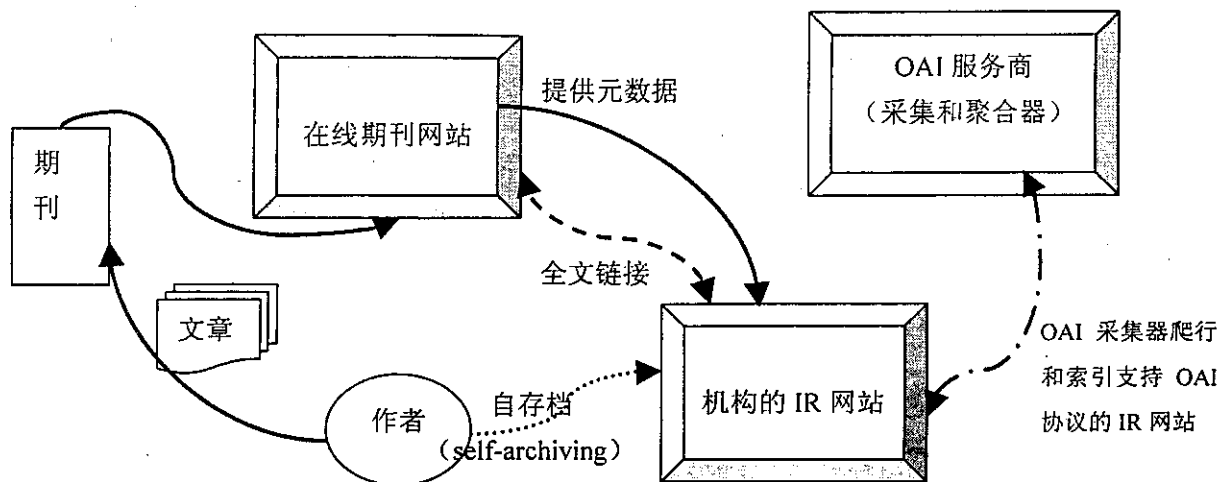 期
刊
在线期刊网站
提供元数据
OAI 服务商
（采集和聚合器）
全文链接
文章
作者
自存档
（self-archiving）
机构的 IR 网站
OAI 采集器爬行
和索引支持 OAI
协议的 IR 网站